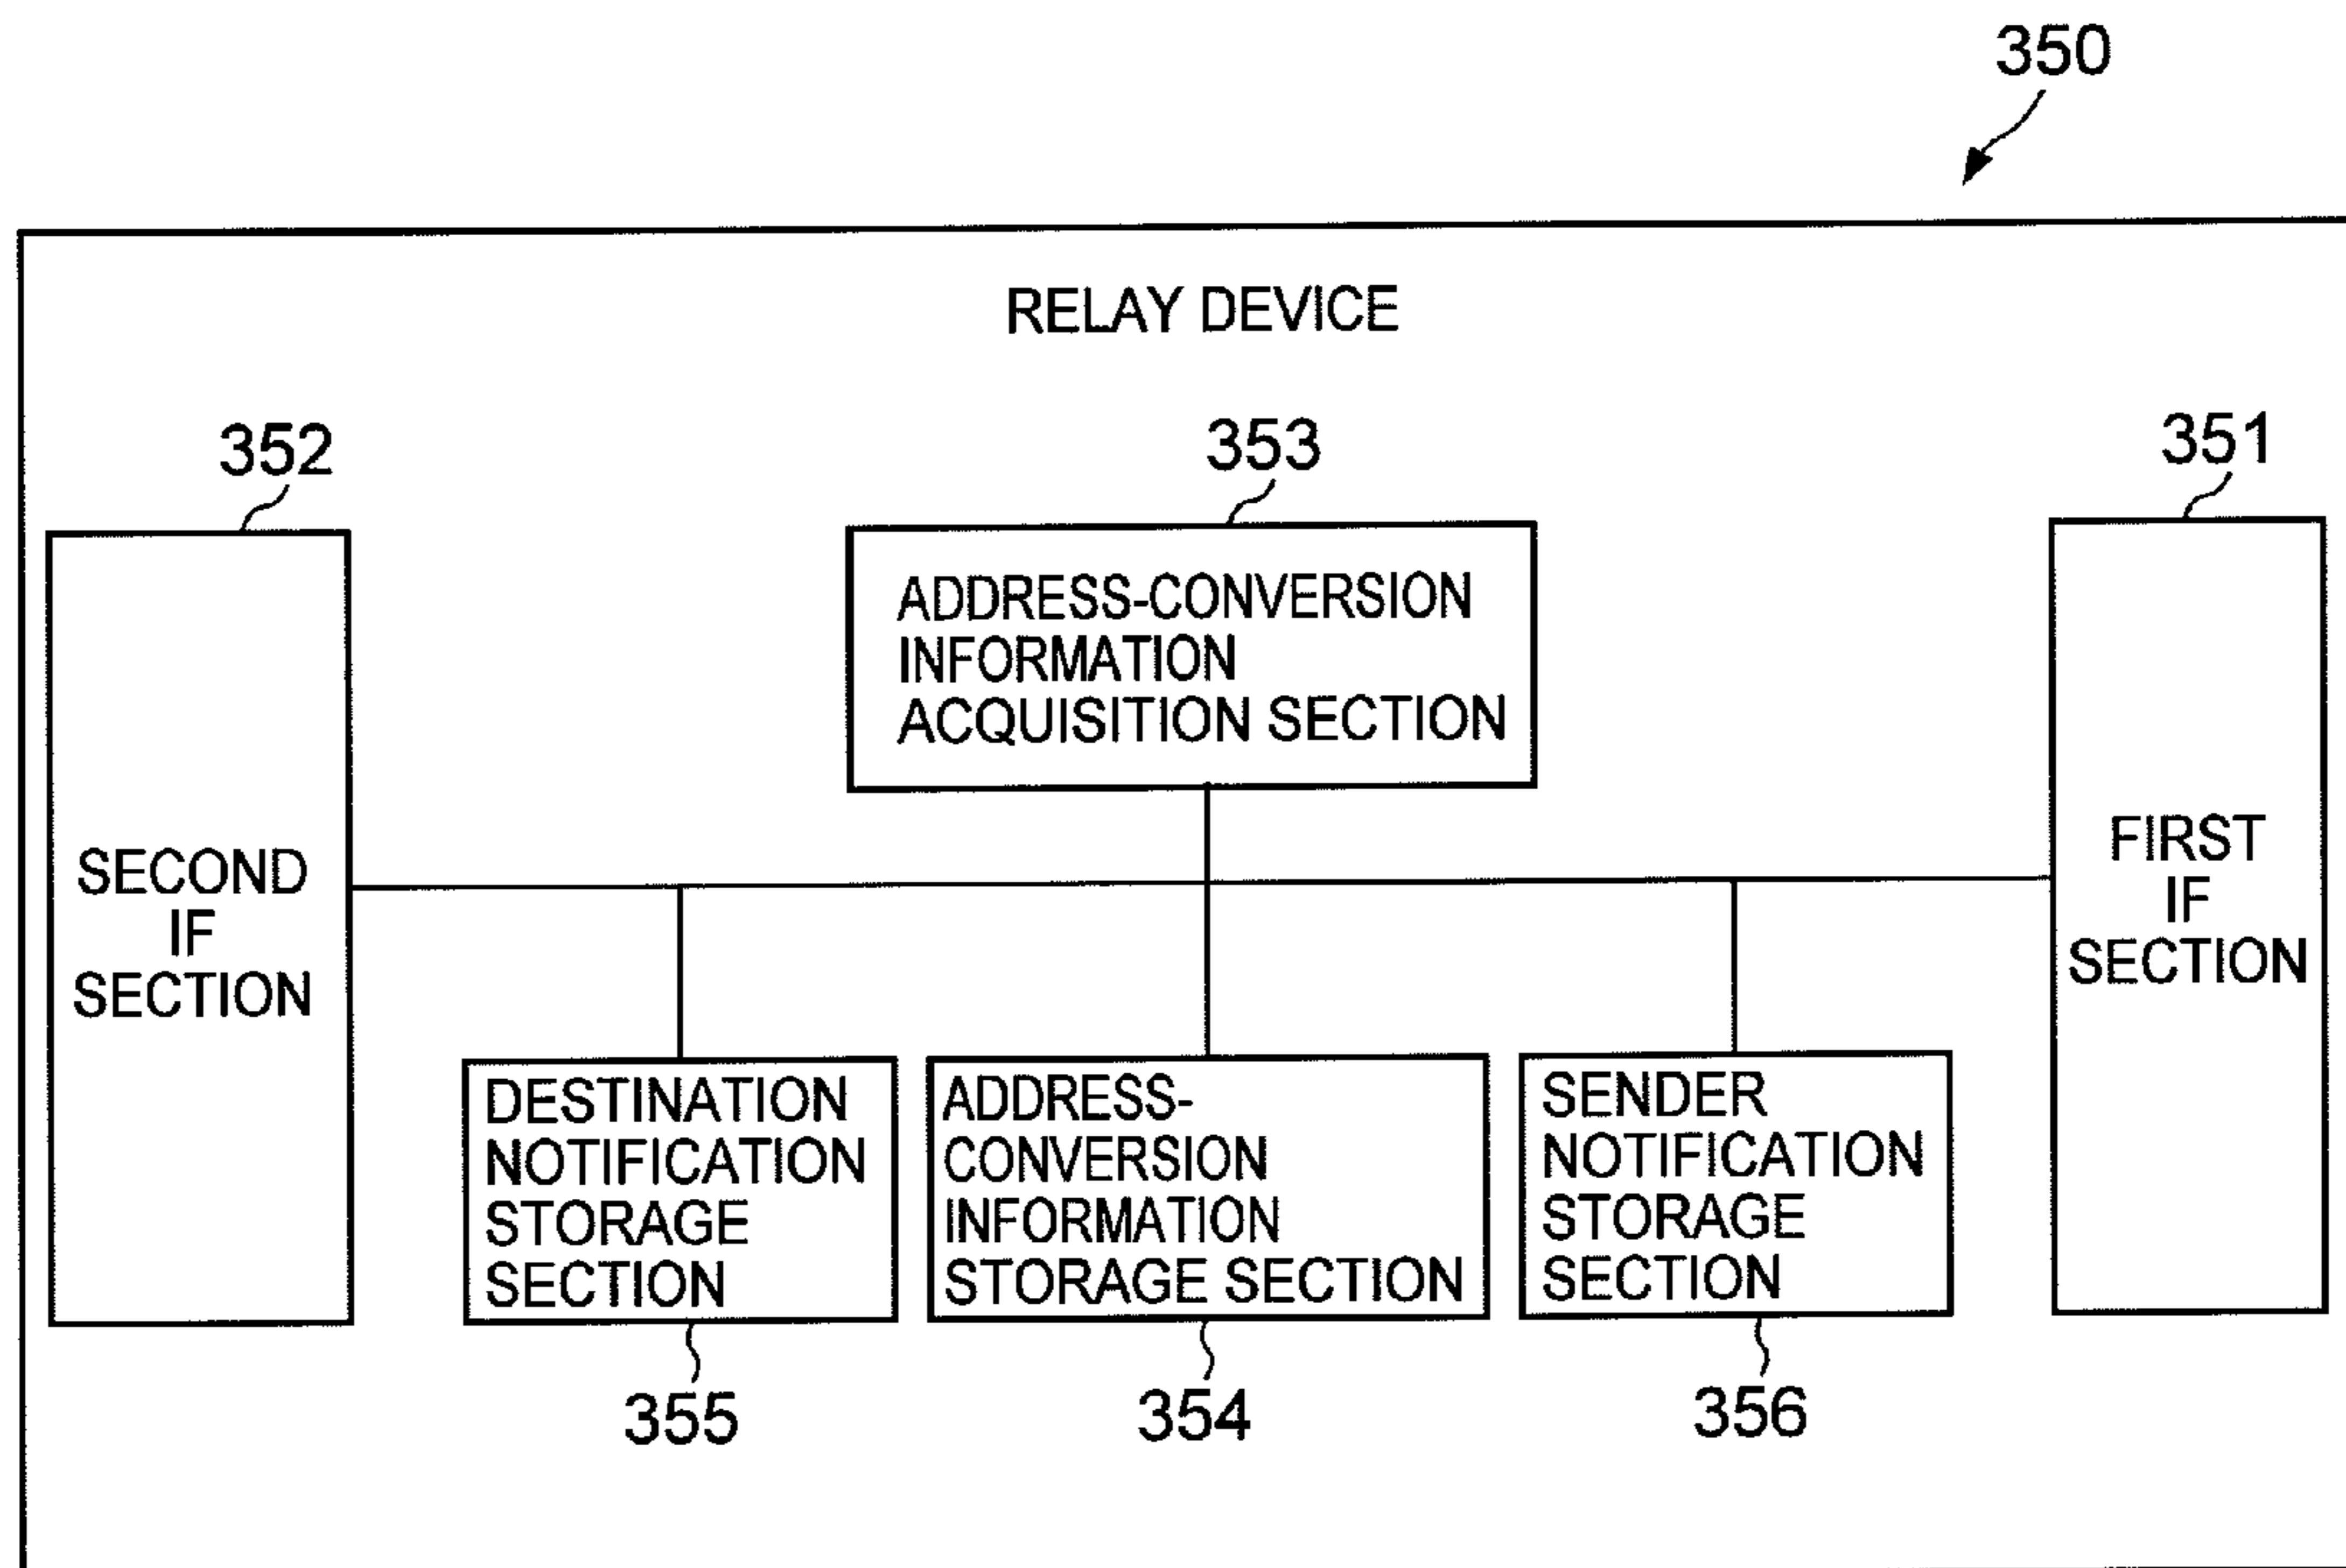 350
RELAY DEVICE
352
353
351
ADDRESS-CONVERSION
INFORMATION
ACQUISITION SECTION
SECOND
IF
SECTION
FIRST
IF
SECTION
DESTINATION
NOTIFICATION
STORAGE
SECTION
ADDRESS-
CONVERSION
INFORMATION
STORAGE SECTION
SENDER
NOTIFICATION
STORAGE
SECTION
355
354
356